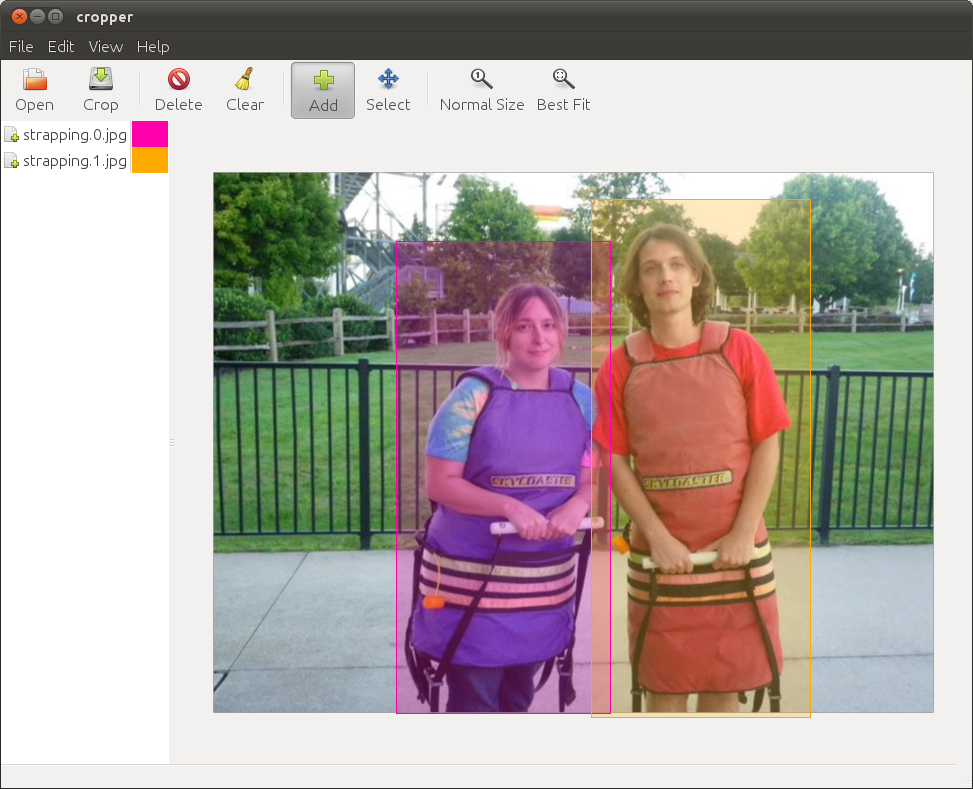 cropper
File Edit View Help
Open Crop Delete Clear Add Select Normal Size Best Fit
strapping.0.jpg
strapping.1.jpg
SKYCOASTER
SKYCOASTER